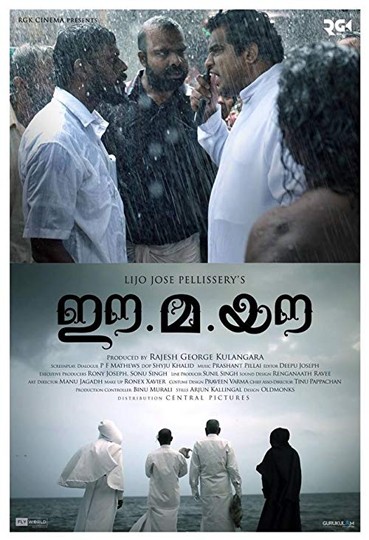 RGK CINEMA PRESENTS
RGK
LIJO JOSE PELLISSERY'S
ഈ.മ.യൗ
PRODUCED BY RAJESH GEORGE KULANGARA
SCREENPLAY, DIALOGUE P F MATHEWS DOP SHYJU KHALID MUSIC PRASHANT PILLAI EDITOR DEEPU JOSEPH
EXECUTIVE PRODUCERS RONY JOSEPH, SONU SINGH LINE PRODUCER SUNIL SINGH SOUND DESIGN RENGANAATH RAVEE
ART DIRECTOR MANU JAGADH MAKE UP RONEX XAVIER COSTUME DESIGN PRAVEEN VARMA CHIEF ASSO-DIRECTOR TINU PAPPACHAN
PRODUCTION CONTROLLER BINU MURALI STILLS ARJUN KALLINGAL DESIGN OLDMONKS
DISTRIBUTION CENTRAL PICTURES
FLY WORLD
GURUKUL